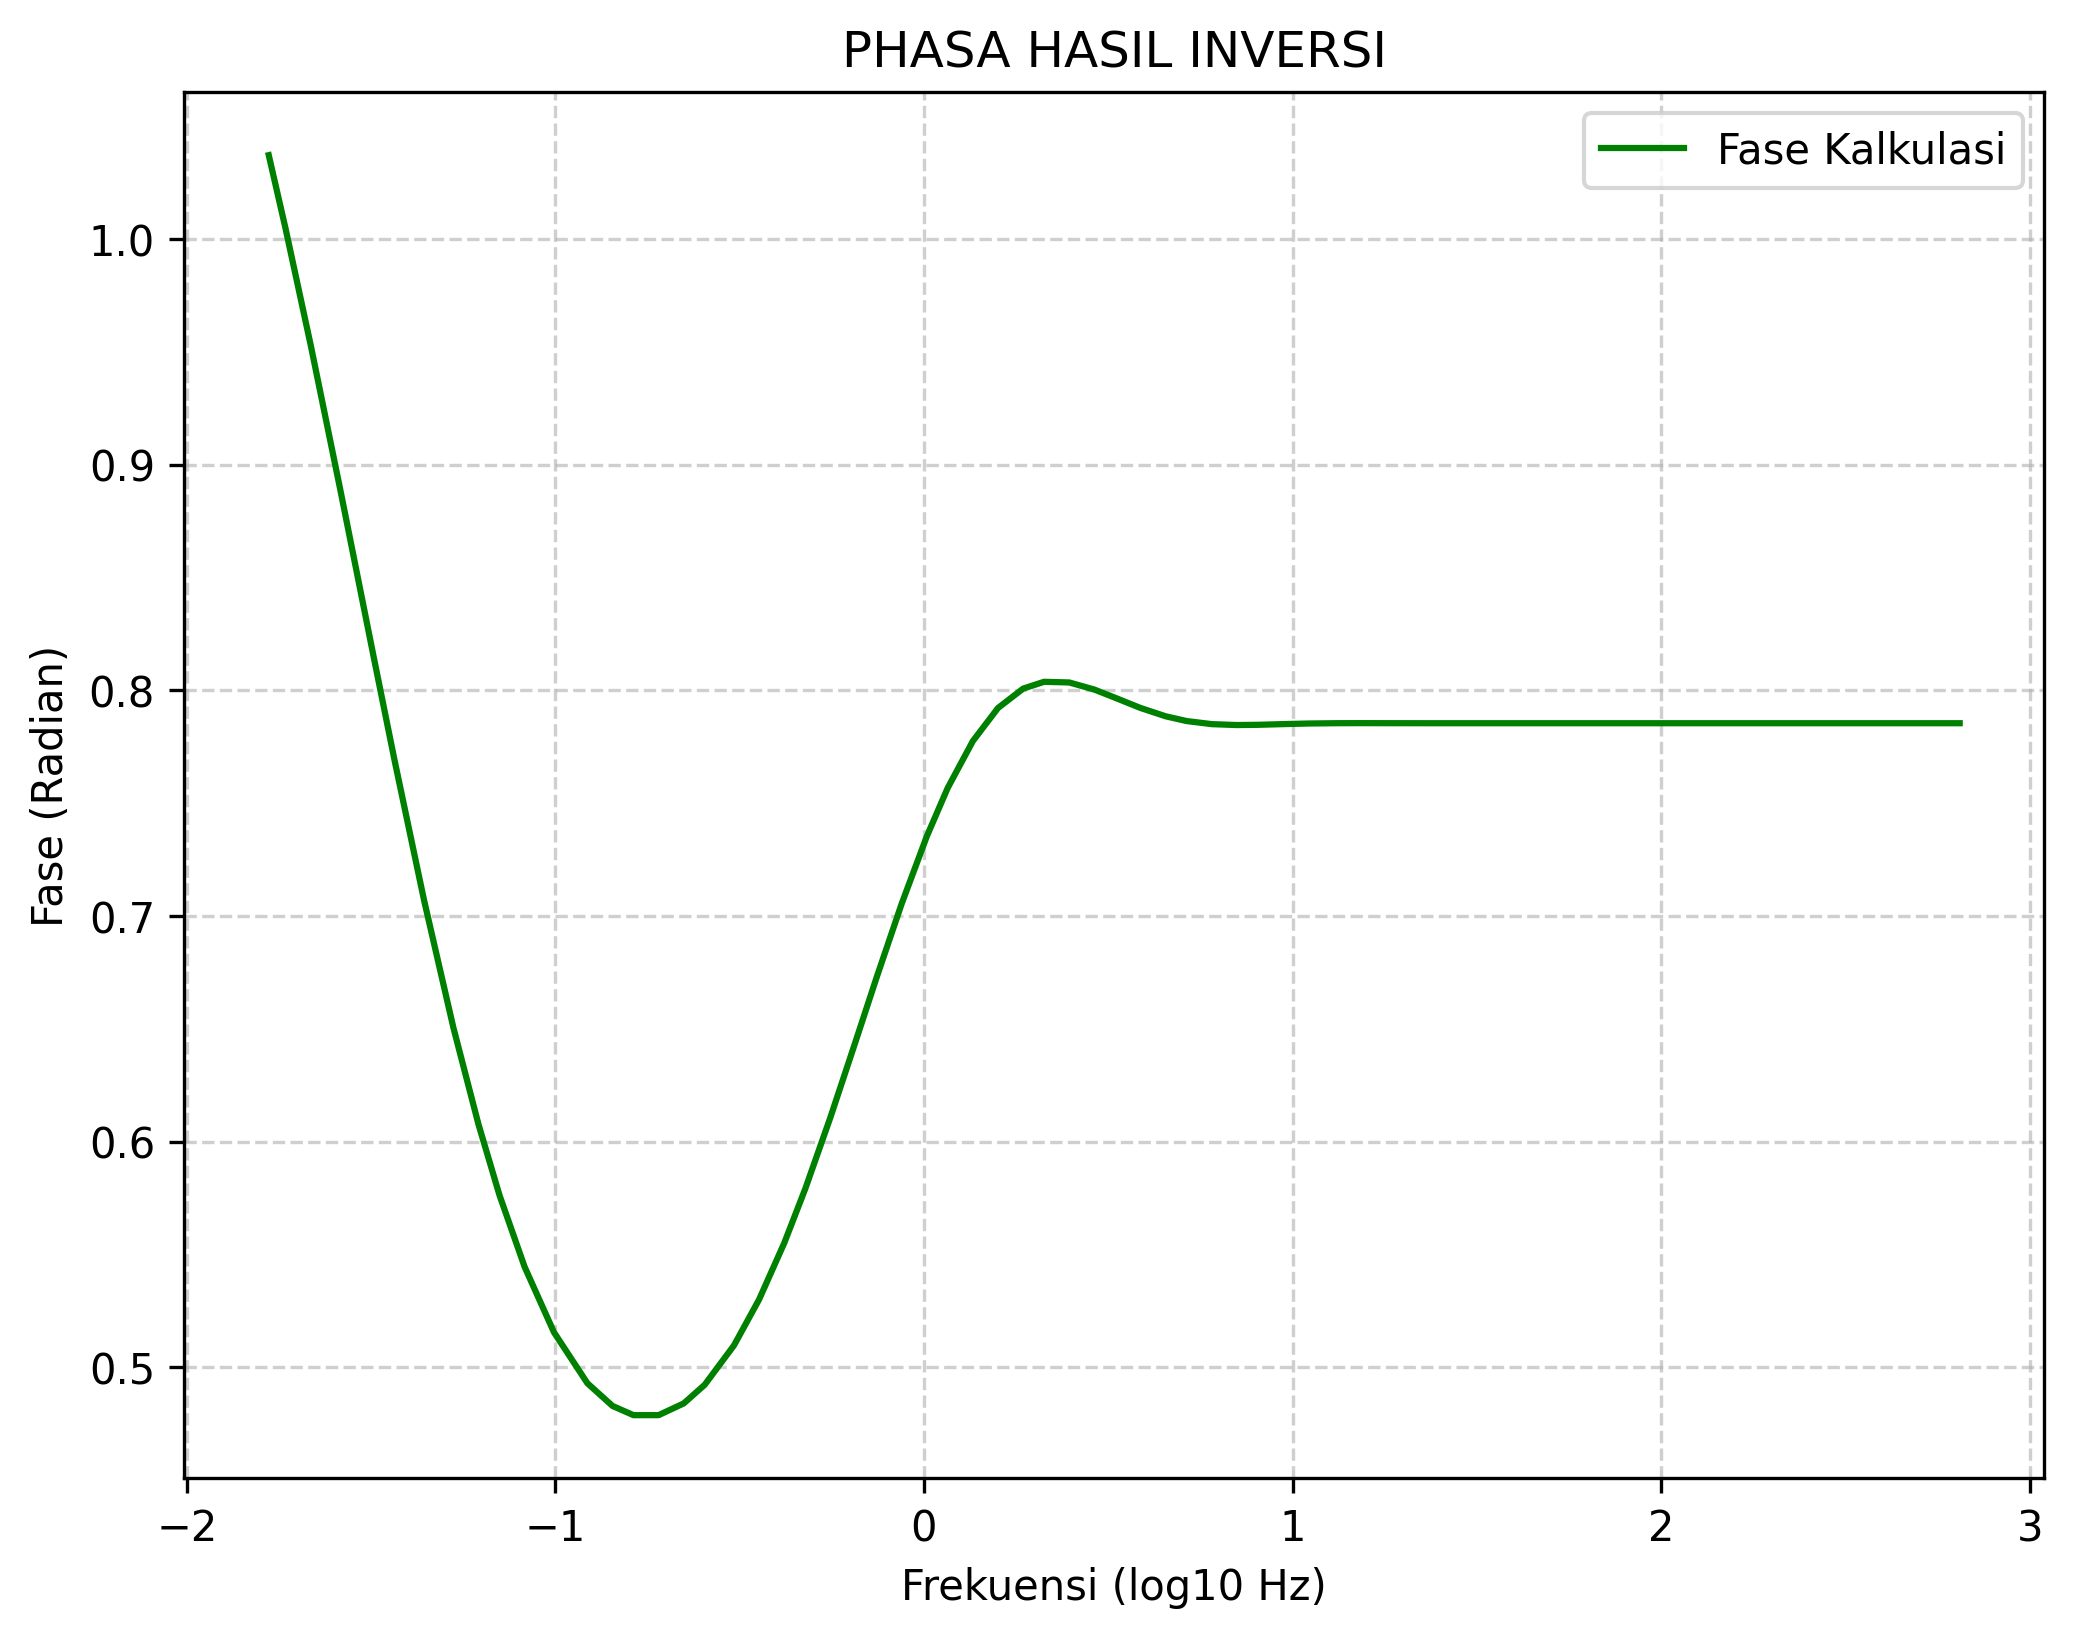 PHASA HASIL INVERSI
Fase Kalkulasi
Fase (Radian)
1.0
0.9
0.8
0.7
0.6
0.5
−2 −1 0 1 2 3
Frekuensi (log10 Hz)